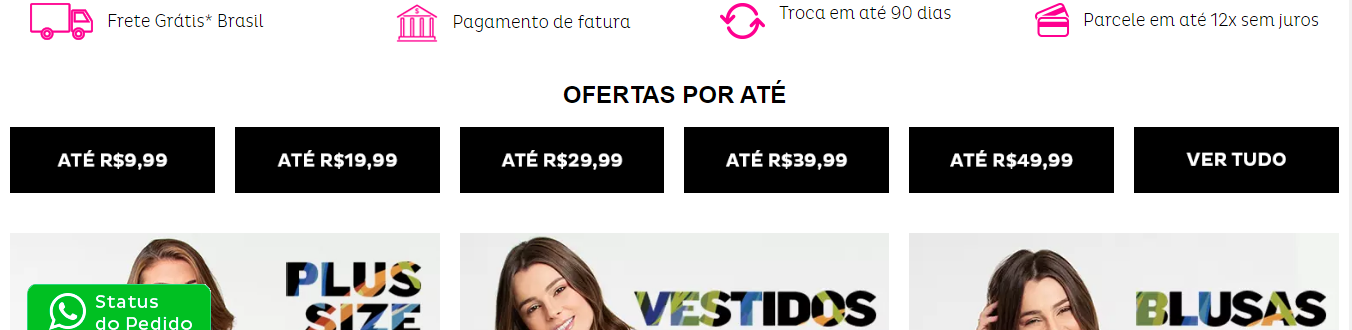 Frete Grátis* Brasil
Pagamento de fatura
Troca em até 90 dias
Parcele em até 12x sem juros
OFERTAS POR ATÉ
ATÉ R$9,99
ATÉ R$19,99
ATÉ R$29,99
ATÉ R$39,99
ATÉ R$49,99
VER TUDO
PLUS
SIZE
VESTIDOS
BLUSAS
Status
do Pedido